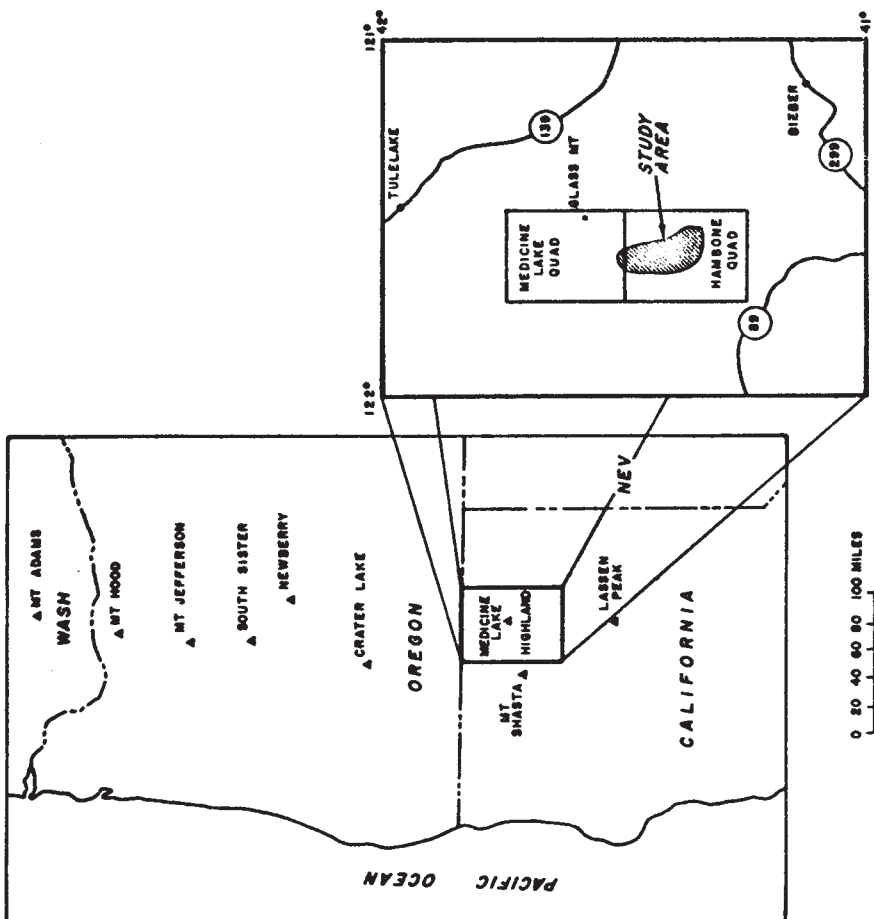 MT ADAMS
WASH
MT HOOD
MT JEFFERSON
SOUTH SISTER
NEWBERRY
CRATER LAKE
OREGON
MEDICINE
LAKE
HIGHLAND
MT
SHASTA
LASSEN
PEAK
NEV
CALIFORNIA
PACIFIC OCEAN
0 20 40 60 80 100 MILES
122°
121°
42°
41°
TULELAKE
139
MEDICINE
LAKE
QUAD
GLASS MT
STUDY
AREA
HAMBONE
QUAD
89
BIEBER
299